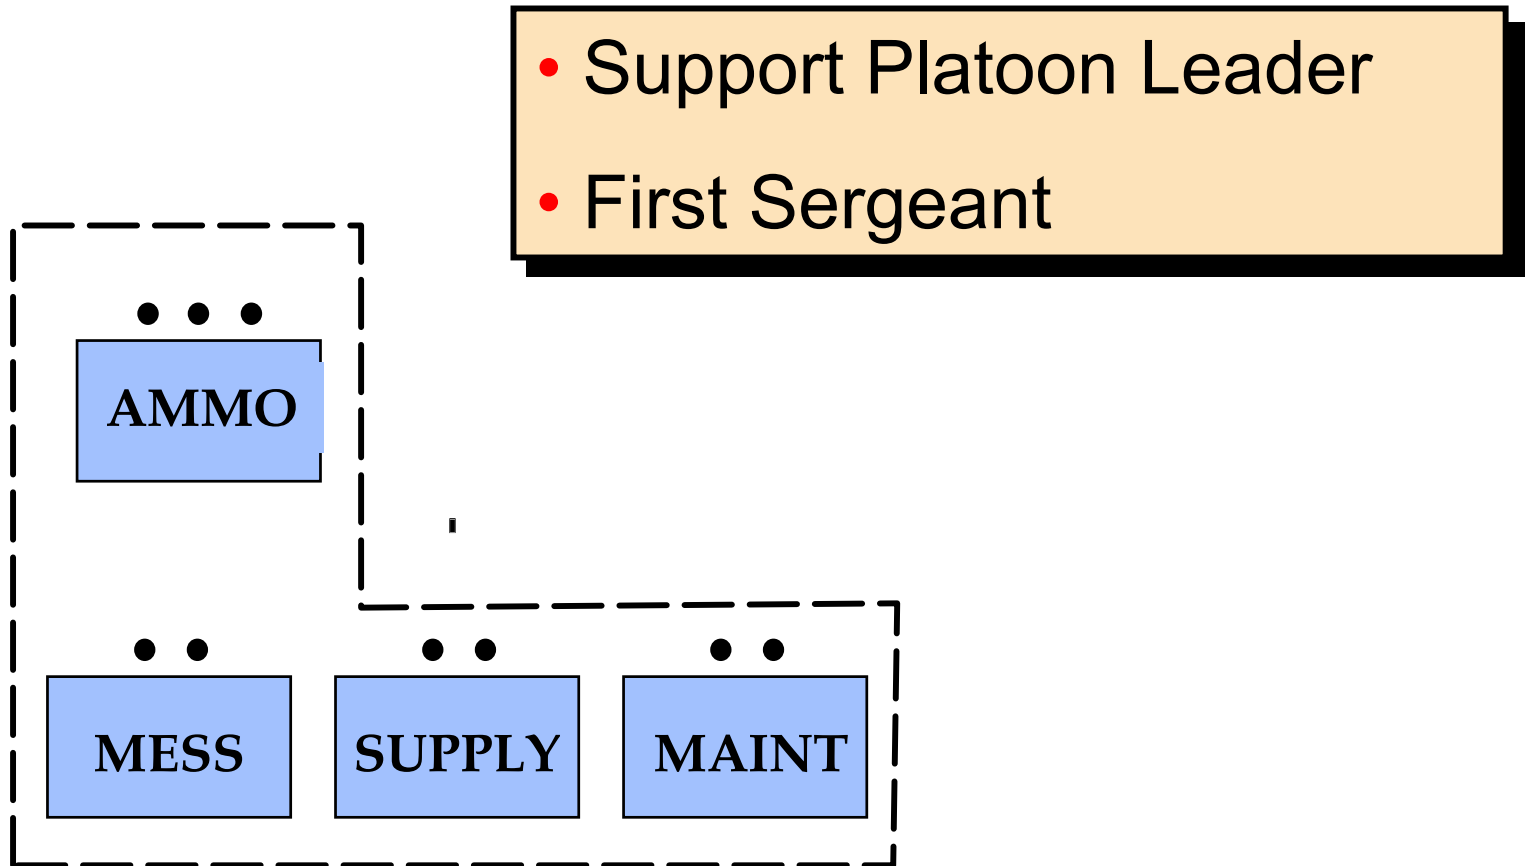 • Support Platoon Leader
• First Sergeant
AMMO
MESS SUPPLY MAINT